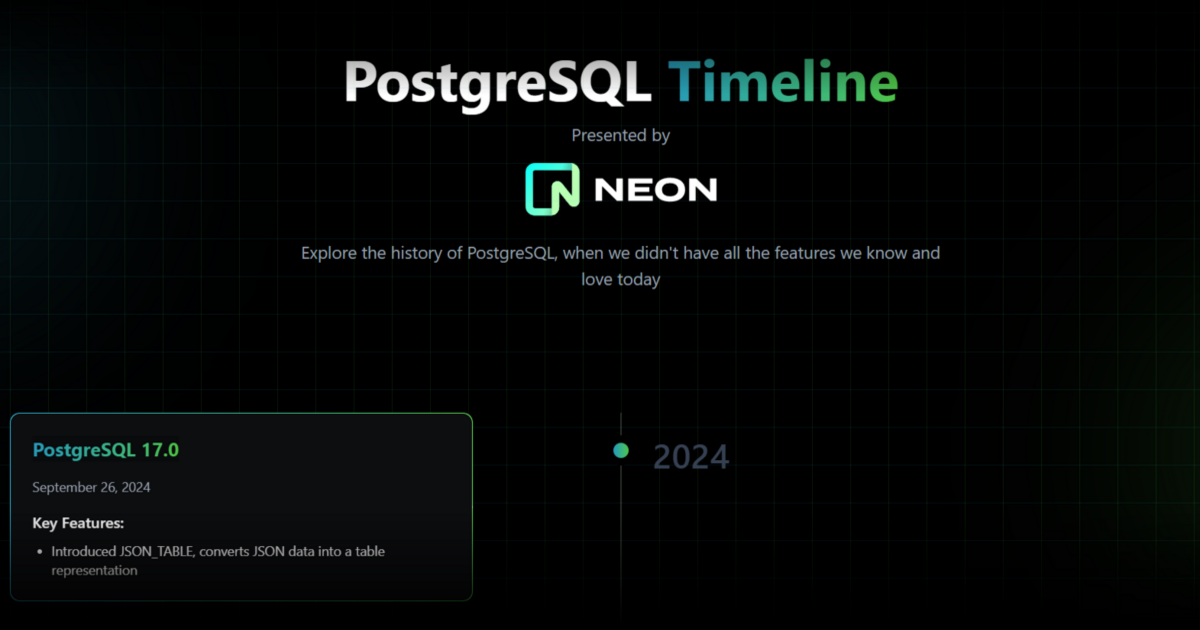 PostgreSQL Timeline
Presented by
NEON
Explore the history of PostgreSQL, when we didn't have all the features we know and
love today
PostgreSQL 17.0
September 26, 2024
Key Features:
• Introduced JSON_TABLE, converts JSON data into a table
representation
2024